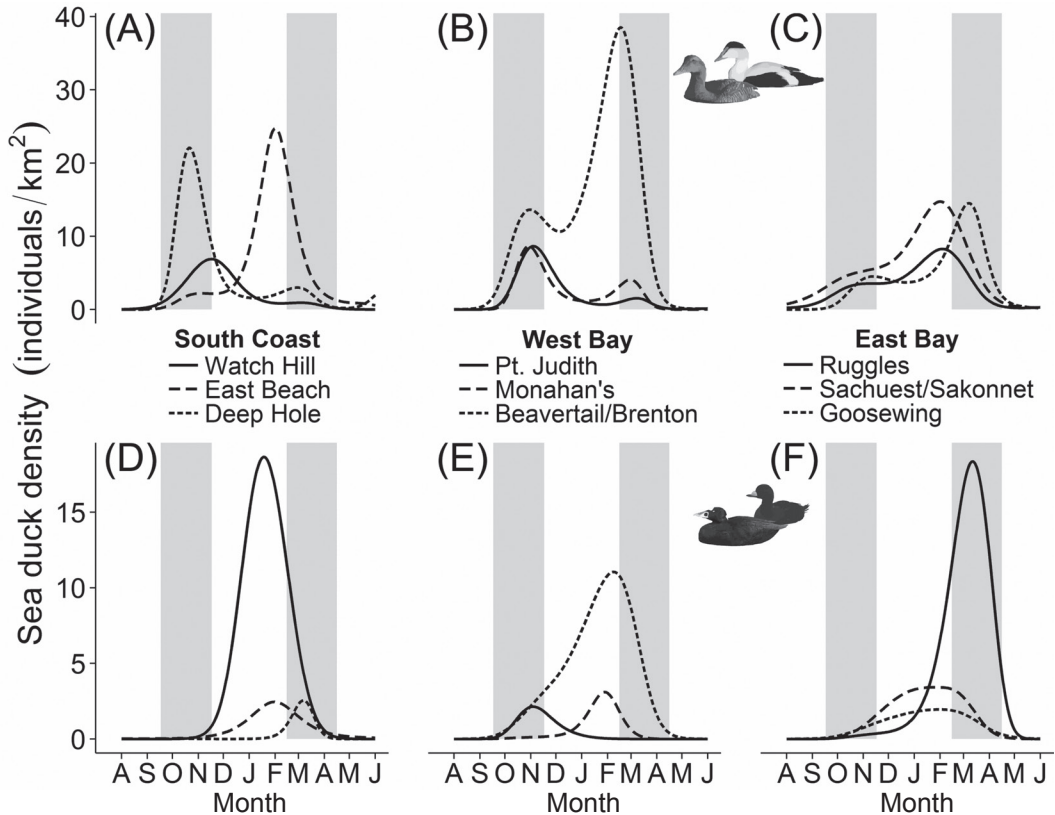 Sea duck density (individuals/km²)
(A)
(B)
(C)
40
30
20
10
0
South Coast
Watch Hill
East Beach
Deep Hole
West Bay
Pt. Judith
Monahan's
Beavertail/Brenton
East Bay
Ruggles
Sachuest/Sakonnet
Goosewing
(D)
(E)
(F)
15
10
5
0
A S O N D J F M A M J
A S O N D J F M A M J
A S O N D J F M A M J
Month
Month
Month